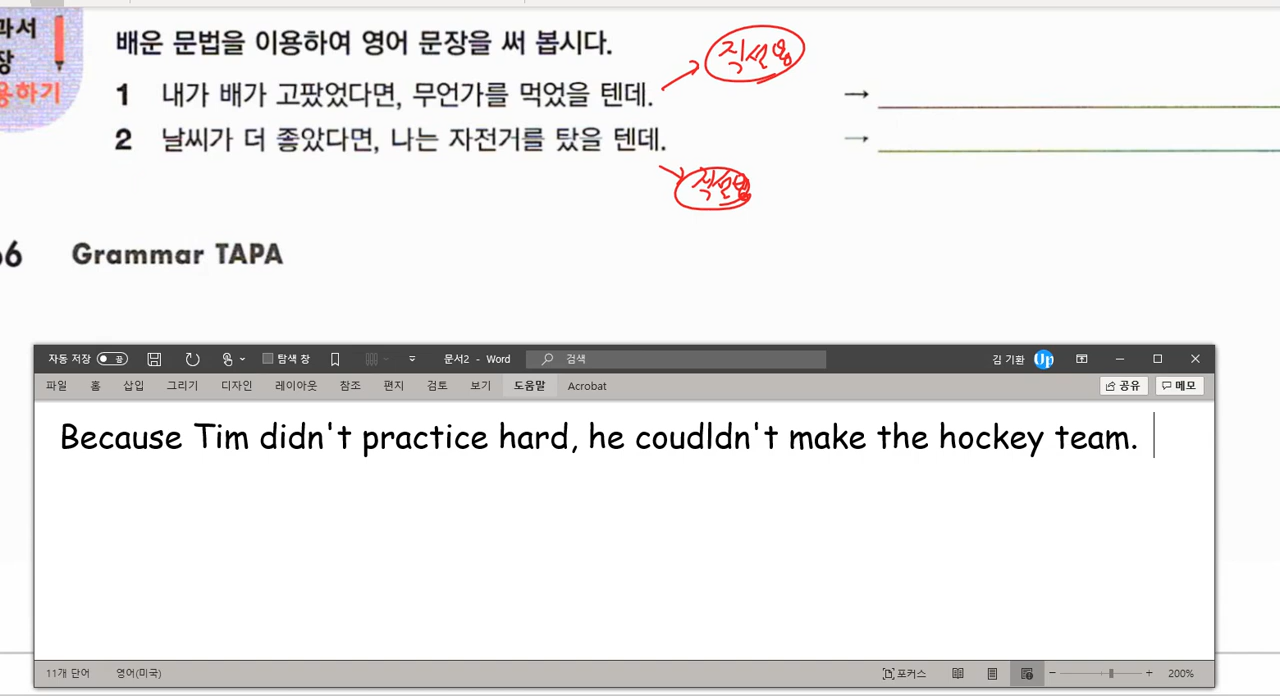 과서
장
용하기
배운 문법을 이용하여 영어 문장을 써 봅시다.
1 내가 배가 고팠었다면, 무언가를 먹었을 텐데. →
직설용
2 날씨가 더 좋았다면, 나는 자전거를 탔을 텐데. →
66 Grammar TAPA
자동 저장 끔 탐색 창 문서2 - Word 검색 김 기환 Up
파일 홈 삽입 그리기 디자인 레이아웃 참조 편지 검토 보기 도움말 Acrobat 공유 메모
Because Tim didn't practice hard, he coudldn't make the hockey team.
11개 단어 영어(미국) 포커스 200%